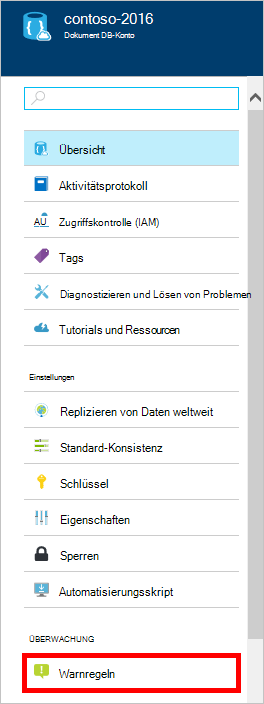 contoso-2016
Dokument DB-Konto
Übersicht
Aktivitätsprotokoll
AU Zugriffskontrolle (IAM)
Tags
Diagnostizieren und Lösen von Problemen
Tutorials und Ressourcen
Einstellungen
Replizieren von Daten weltweit
Standard-Konsistenz
Schlüssel
Eigenschaften
Sperren
Automatisierungsskript
ÜBERWACHUNG
Warnregeln